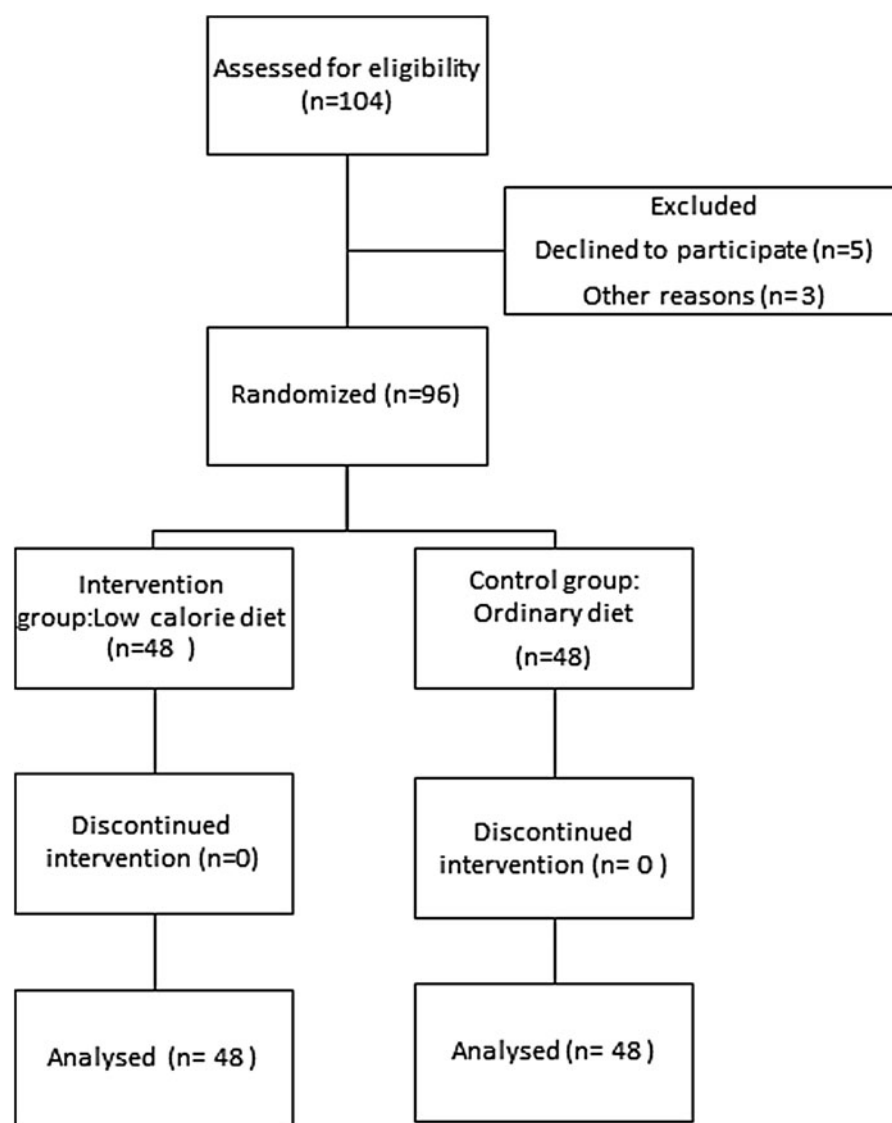 Assessed for eligibility
(n=104)
Excluded
Declined to participate (n=5)
Other reasons (n= 3)
Randomized (n=96)
Intervention
group:Low calorie diet
(n=48 )
Control group:
Ordinary diet
(n=48)
Discontinued
intervention (n=0)
Discontinued
intervention (n= 0 )
Analysed (n= 48 )
Analysed (n= 48 )